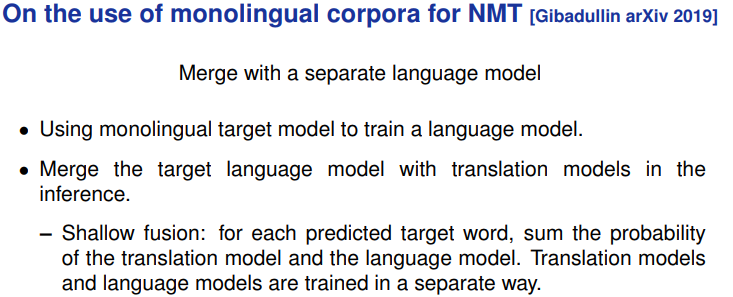 On the use of monolingual corpora for NMT [Gibadullin arXiv 2019]
Merge with a separate language model
• Using monolingual target model to train a language model.
• Merge the target language model with translation models in the
inference.
– Shallow fusion: for each predicted target word, sum the probability
of the translation model and the language model. Translation models
and language models are trained in a separate way.